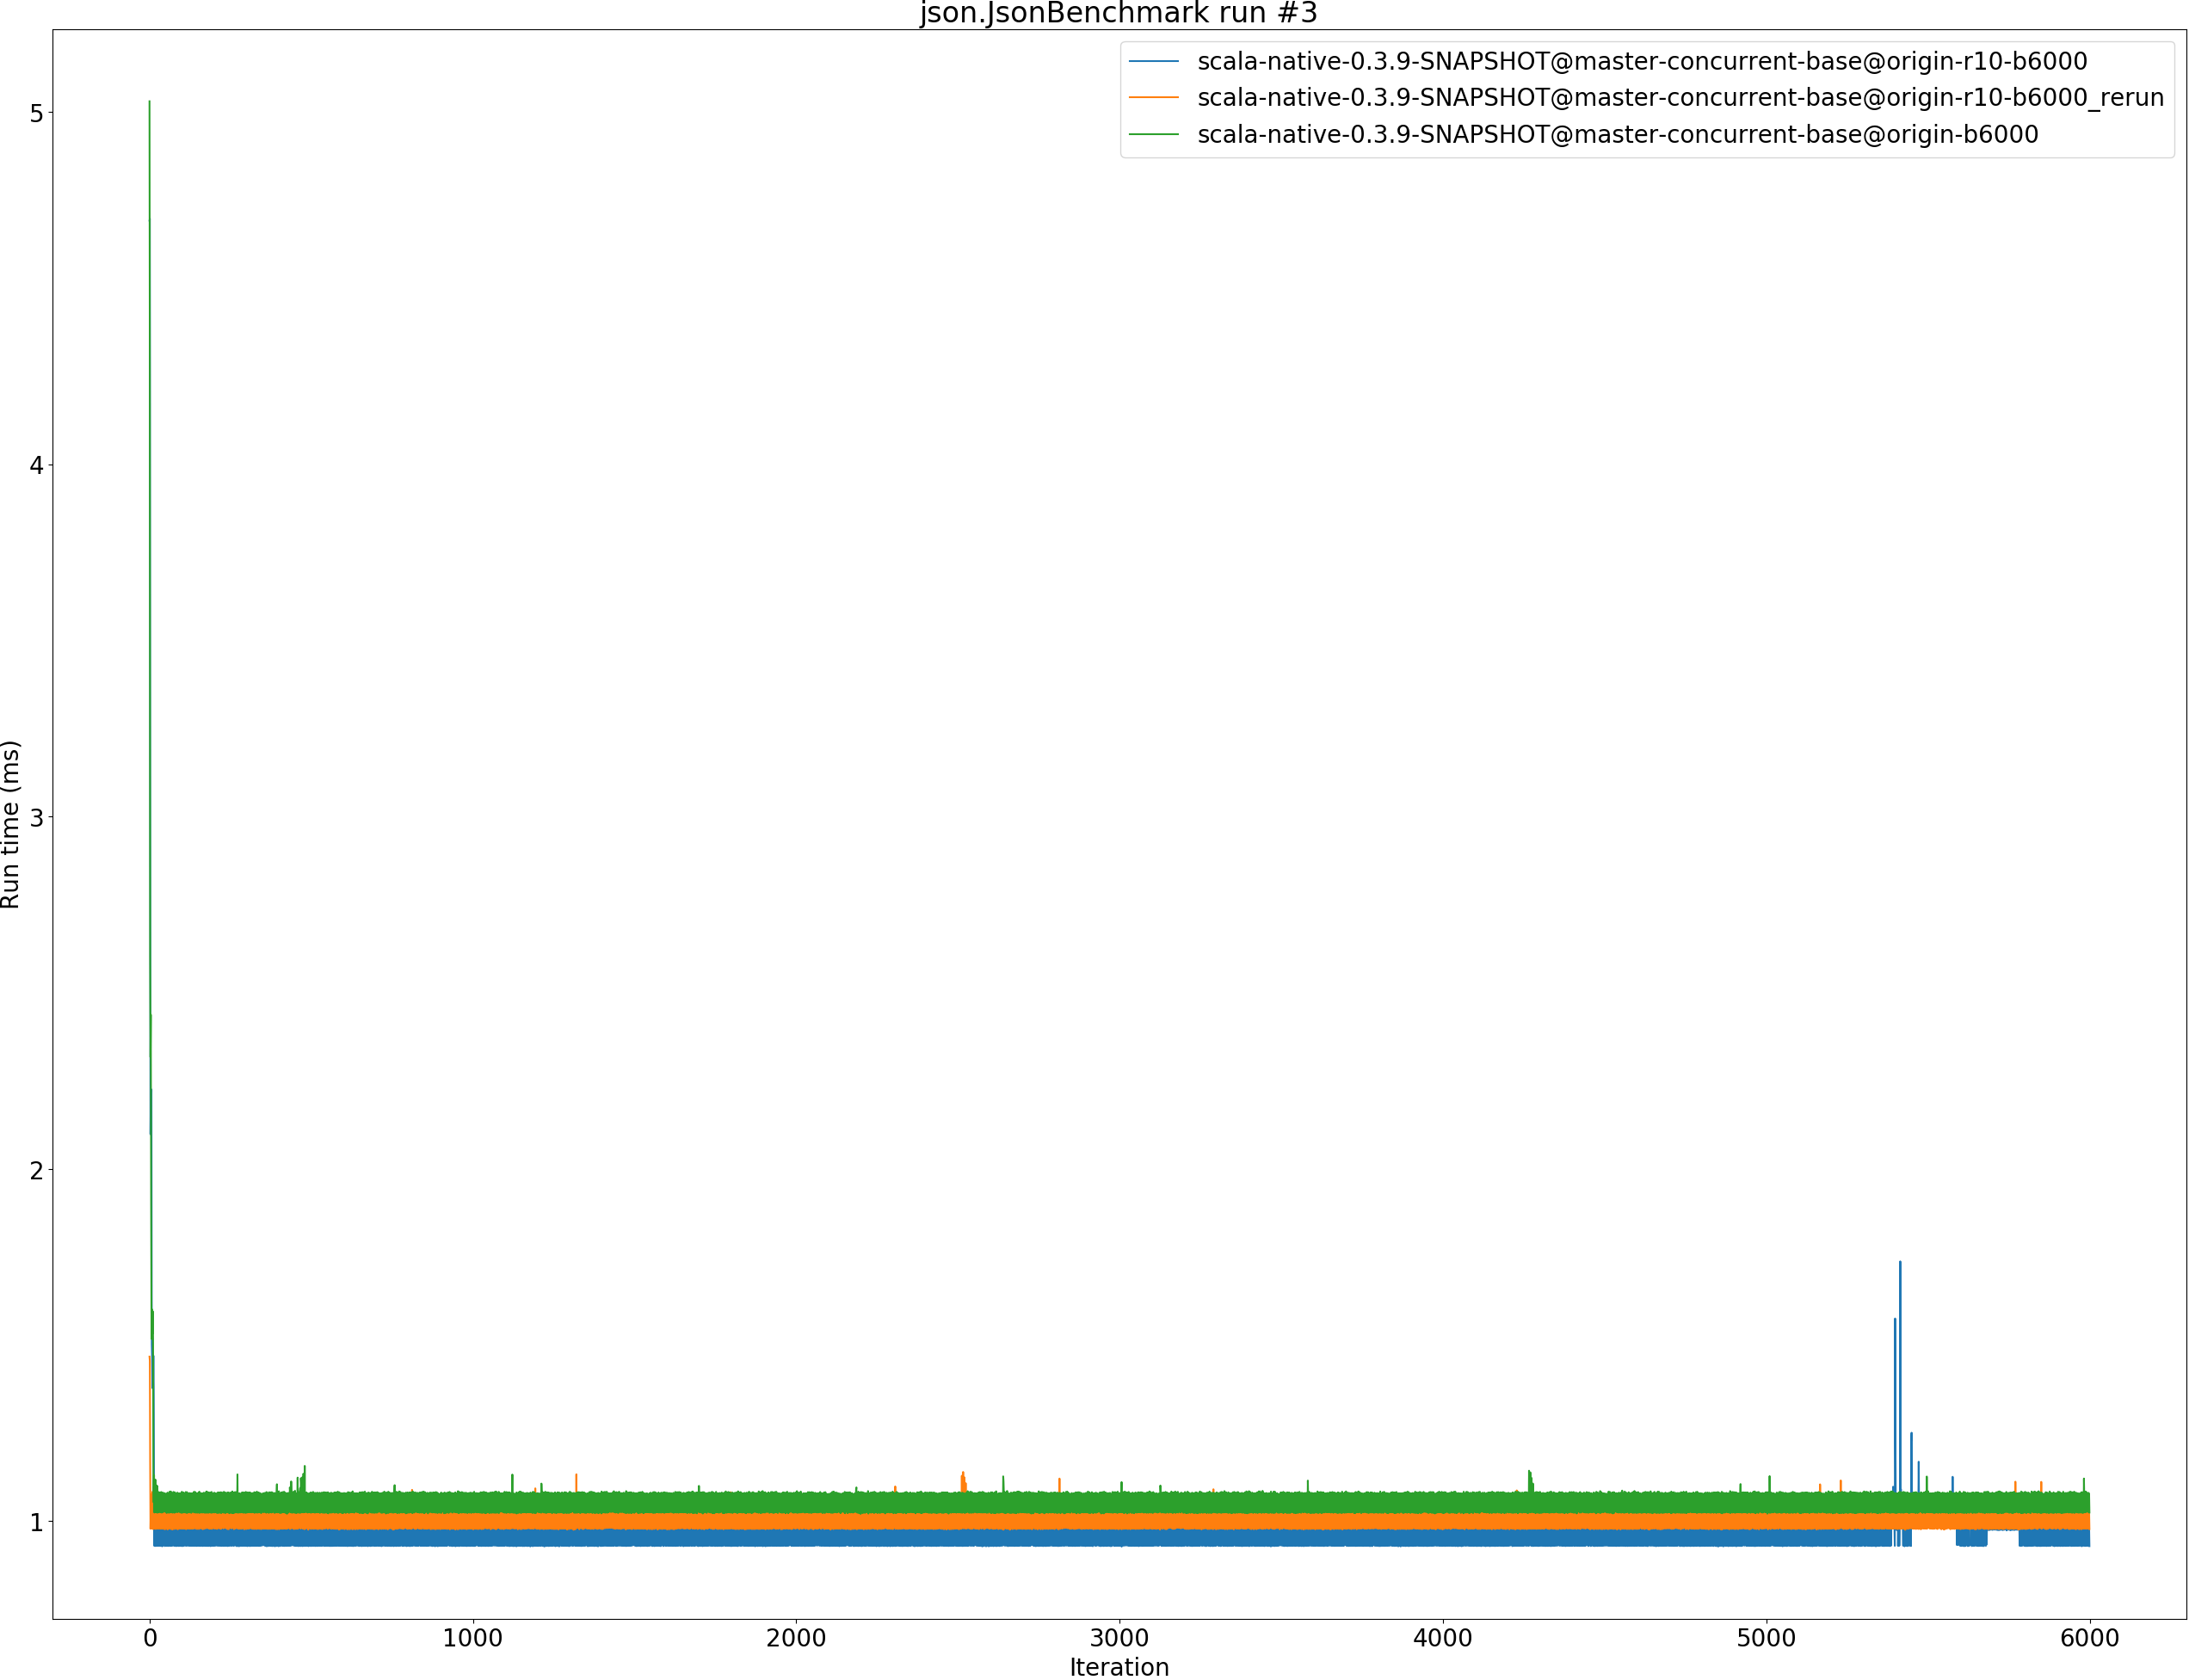 json.JsonBenchmark run #3
scala-native-0.3.9-SNAPSHOT@master-concurrent-base@origin-r10-b6000
scala-native-0.3.9-SNAPSHOT@master-concurrent-base@origin-r10-b6000_rerun
scala-native-0.3.9-SNAPSHOT@master-concurrent-base@origin-b6000
Run time (ms)
5
4
3
2
1
0 1000 2000 3000 4000 5000 6000
Iteration